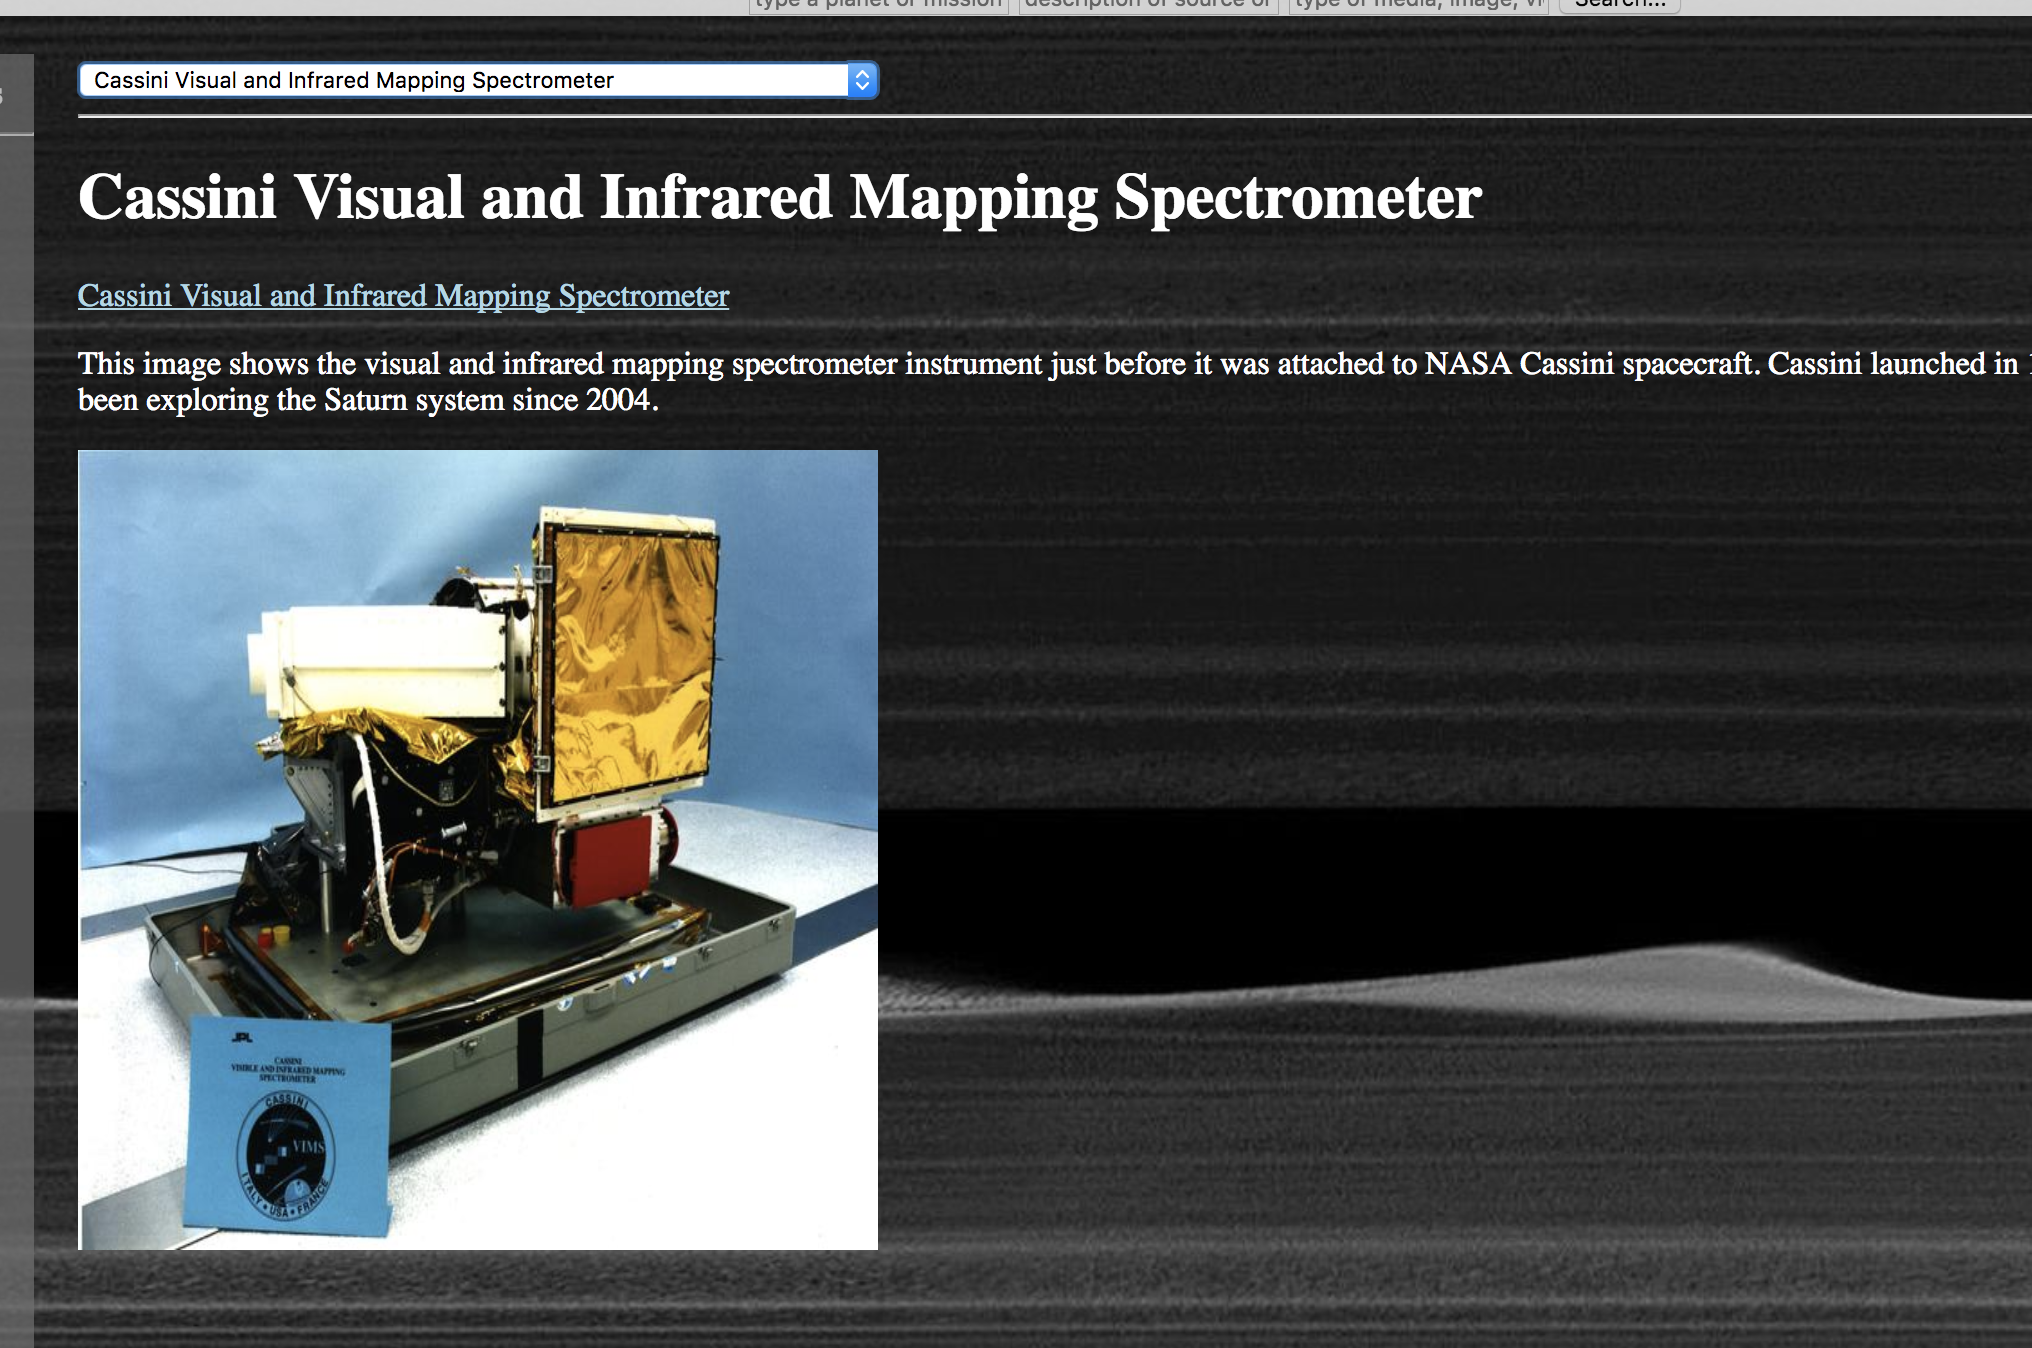 type a planet or mission
description of source or
type of media, image, vi
Search...
Cassini Visual and Infrared Mapping Spectrometer
Cassini Visual and Infrared Mapping Spectrometer
Cassini Visual and Infrared Mapping Spectrometer
This image shows the visual and infrared mapping spectrometer instrument just before it was attached to NASA Cassini spacecraft. Cassini launched in
been exploring the Saturn system since 2004.
JPL
CASSINI
VISIBLE AND INFRARED MAPPING
SPECTROMETER
CASSINI
VIMS
ITALY • USA • FRANCE